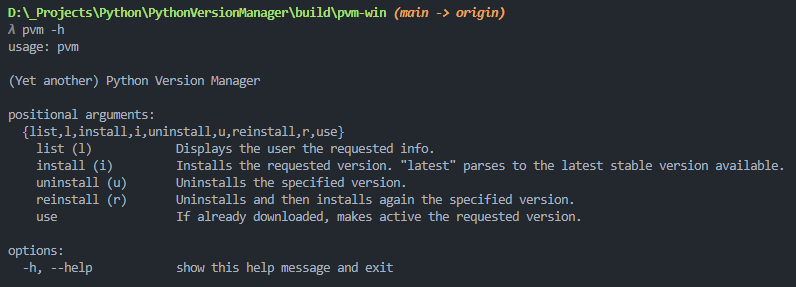 D:\_Projects\Python\PythonVersionManager\build\pvm-win (main -> origin)
λ pvm -h
usage: pvm
(Yet another) Python Version Manager
positional arguments:
{list,l,install,i,uninstall,u,reinstall,r,use}
list (l) Displays the user the requested info.
install (i) Installs the requested version. "latest" parses to the latest stable version available.
uninstall (u) Uninstalls the specified version.
reinstall (r) Uninstalls and then installs again the specified version.
use If already downloaded, makes active the requested version.
options:
-h, --help show this help message and exit